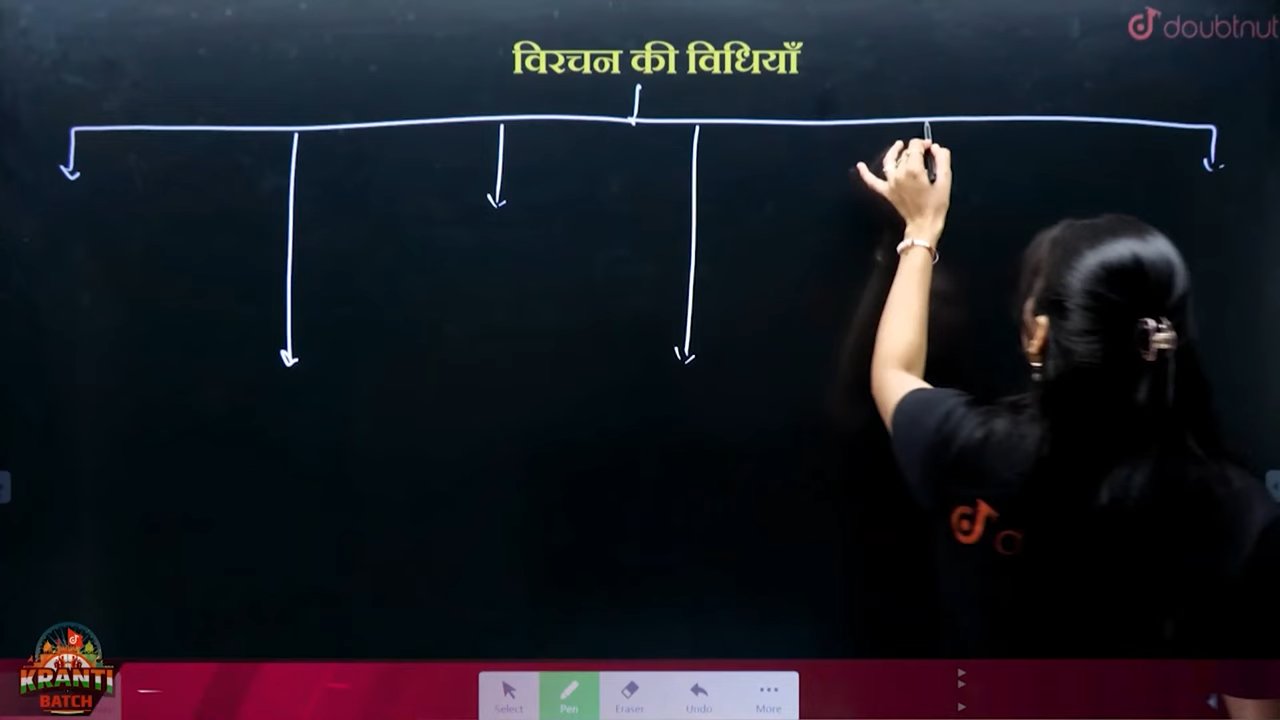 doubtnut
विरचन की विधियाँ
KRANTI
BATCH
Select
Pen
Eraser
Undo
More